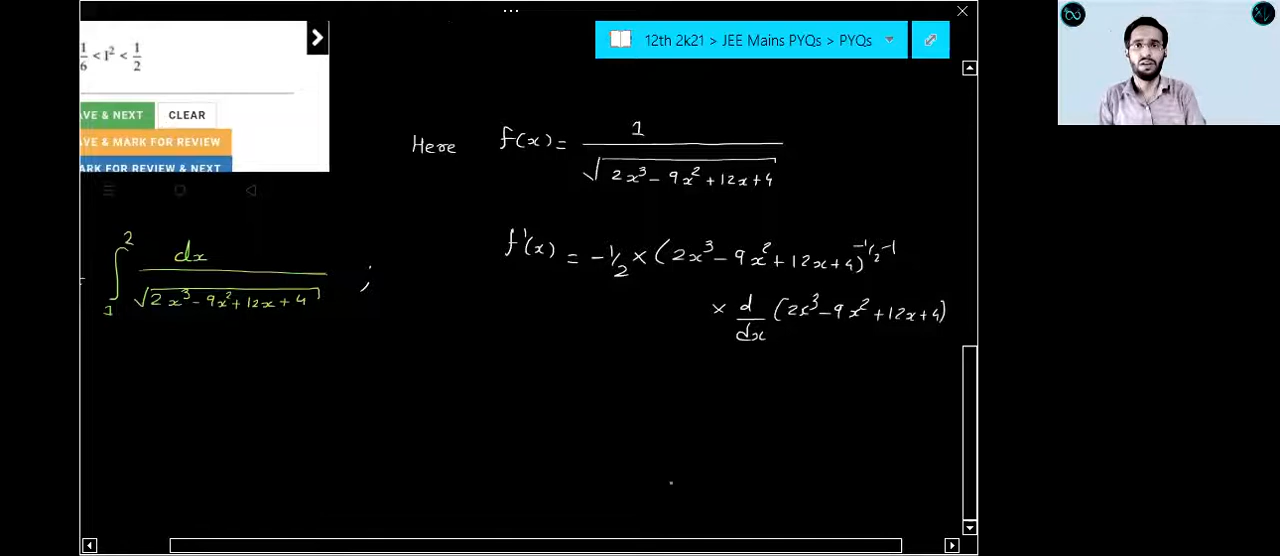 12th 2k21 > JEE Mains PYQs > PYQs
1/6 < I² < 1/2
AVE & NEXT CLEAR
VE & MARK FOR REVIEW
MARK FOR REVIEW & NEXT
Here f(x) = 1/√(2x³ − 9x² + 12x + 4)
∫₁² dx/√(2x³ − 9x² + 12x + 4) ;
f'(x) = −1/2 × (2x³ − 9x² + 12x + 4)^(−1/2 − 1)
× d/dx (2x³ − 9x² + 12x + 4)